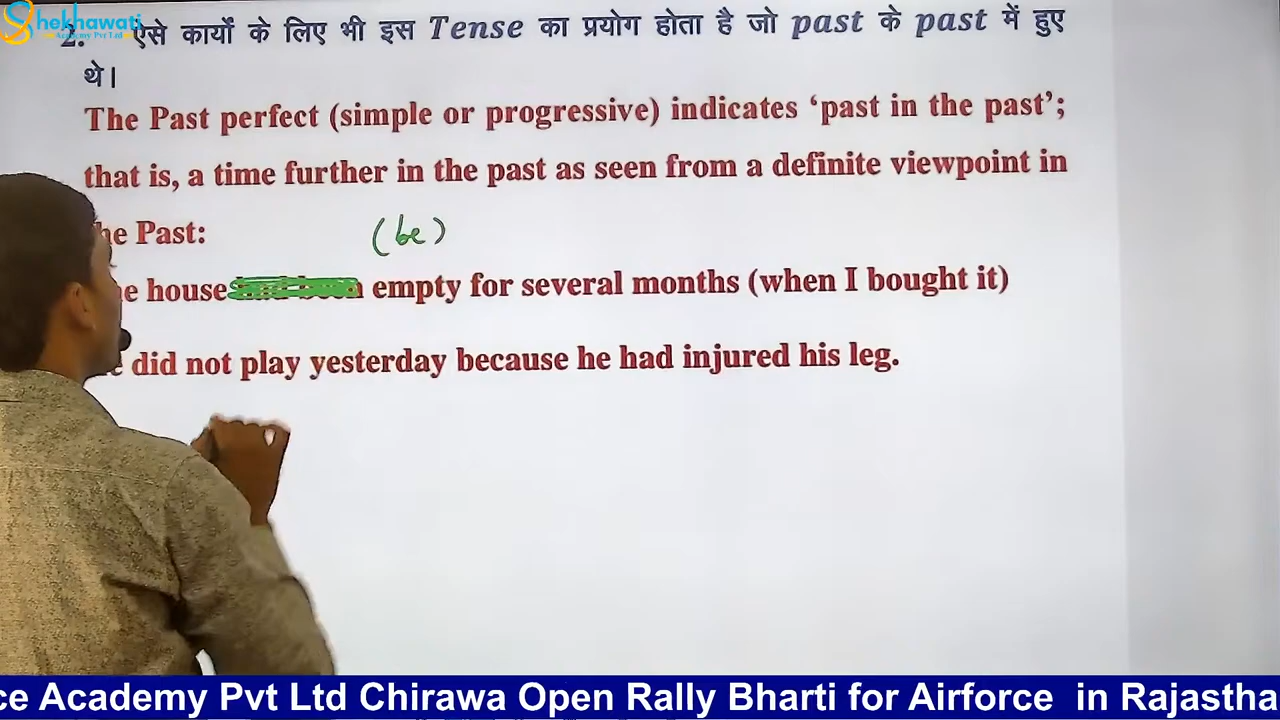 Shekhawati
Academy Pvt Ltd
2. ऐसे कार्यों के लिए भी इस Tense का प्रयोग होता है जो past के past में हुए
थे।
The Past perfect (simple or progressive) indicates ‘past in the past’;
that is, a time further in the past as seen from a definite viewpoint in
he Past:
(be)
e house had been empty for several months (when I bought it)
e did not play yesterday because he had injured his leg.
ce Academy Pvt Ltd Chirawa Open Rally Bharti for Airforce in Rajastha